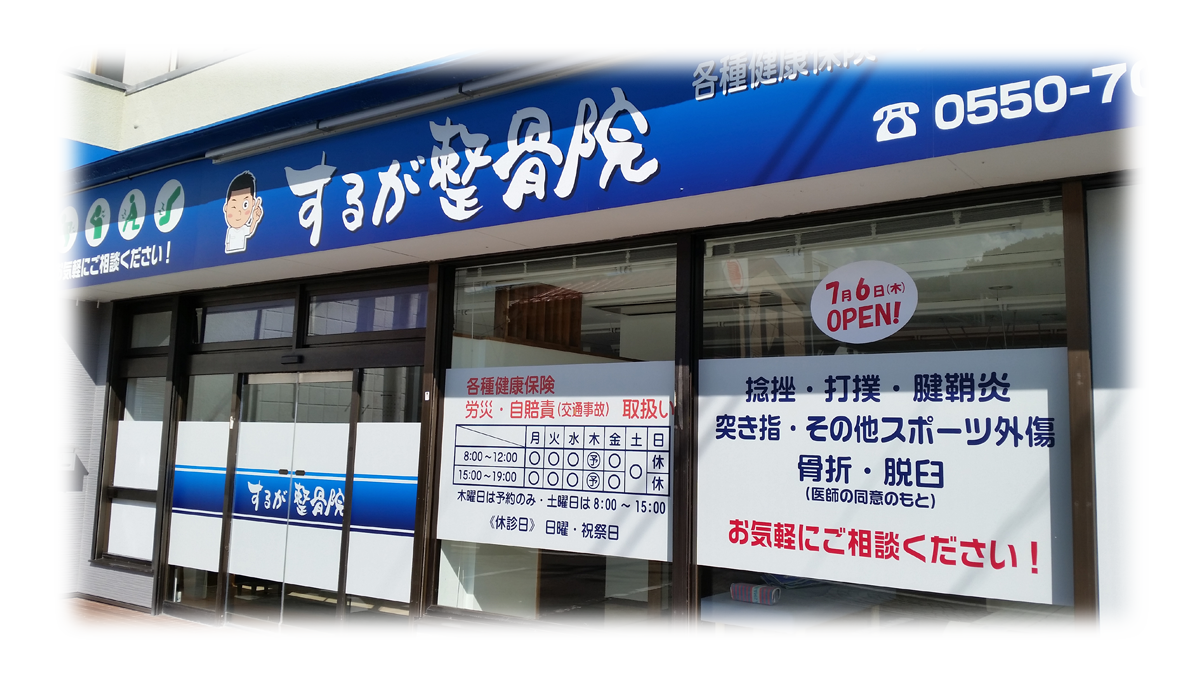 各種健康保険
☎ 0550-70
するが整骨院
お気軽にご相談ください！
7月6日(木)
OPEN!
各種健康保険
労災・自賠責(交通事故) 取扱い
月 火 水 木 金 土 日
8:00〜12:00 ○ ○ ○ 予 ○ ○ 休
15:00〜19:00 ○ ○ ○ 予 ○ 休
木曜日は予約のみ・土曜日は8:00 〜 15:00
《休診日》 日曜・祝祭日
捻挫・打撲・腱鞘炎
突き指・その他スポーツ外傷
骨折・脱臼
(医師の同意のもと)
お気軽にご相談ください！
するが整骨院